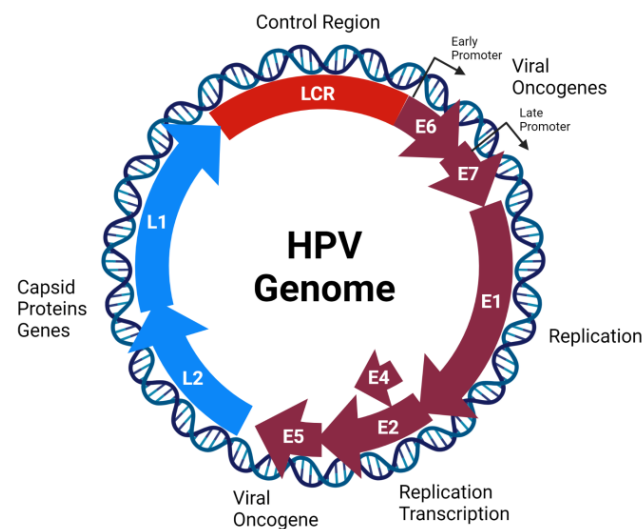 Control Region
Early
Promoter
Viral
Oncogenes
LCR
E6
Late
Promoter
E7
L1
HPV
Genome
E1
Capsid
Proteins
Genes
Replication
L2
E4
E2
E5
Viral
Oncogene
Replication
Transcription